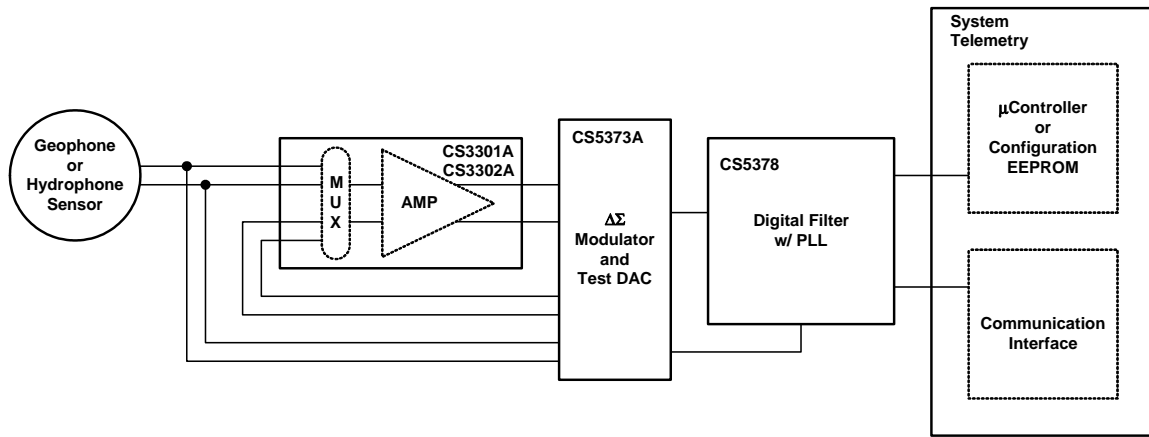 Geophone
or
Hydrophone
Sensor
M
U
X
AMP
CS3301A
CS3302A
CS5373A
ΔΣ
Modulator
and
Test DAC
CS5378
Digital Filter
w/ PLL
System
Telemetry
μController
or
Configuration
EEPROM
Communication
Interface